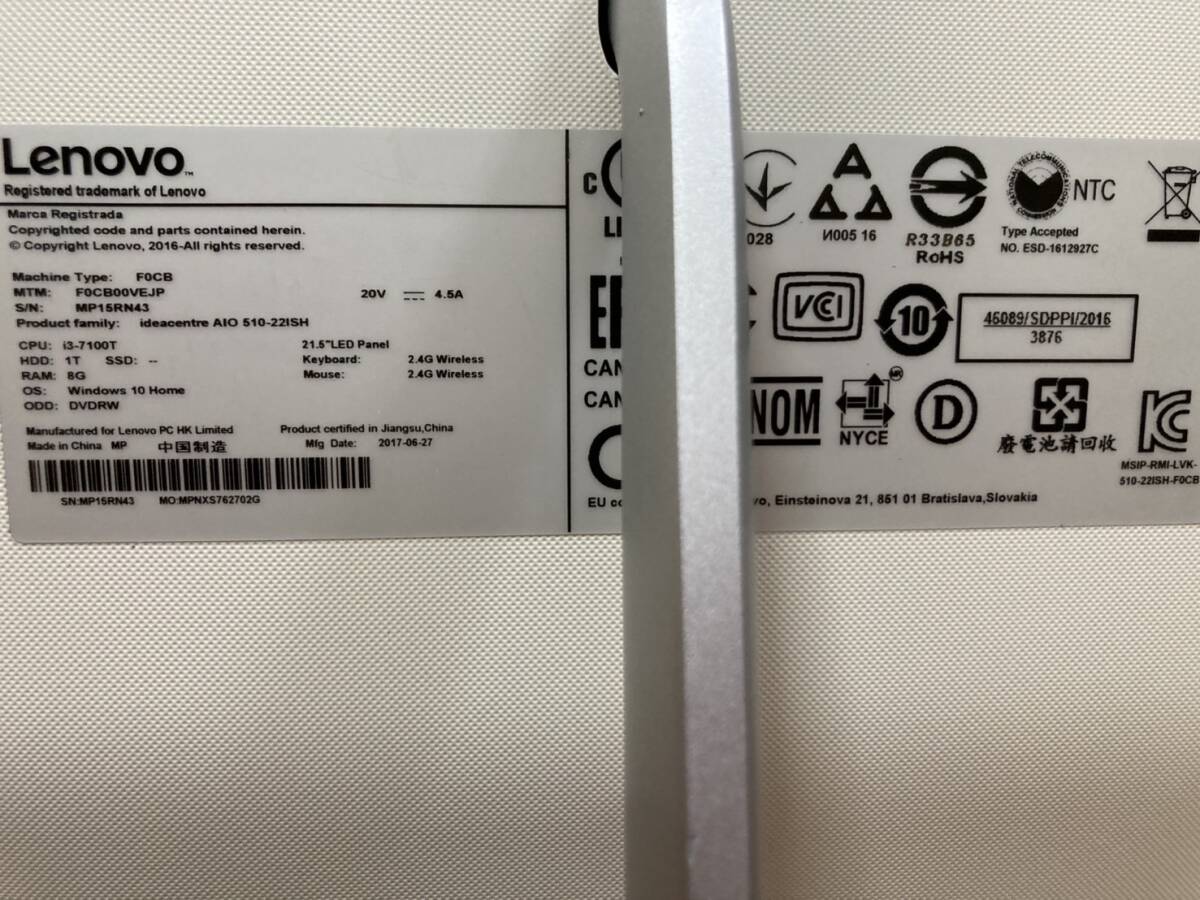 Lenovo™
Registered trademark of Lenovo
Marca Registrada
Copyrighted code and parts contained herein.
© Copyright Lenovo, 2016-All rights reserved.
Machine Type: F0CB
MTM: F0CB00VEJP
20V 4.5A
S/N: MP15RN43
Product family: ideacentre AIO 510-22ISH
CPU: i3-7100T 21.5"LED Panel
HDD: 1T SSD: -- Keyboard: 2.4G Wireless
RAM: 8G Mouse: 2.4G Wireless
OS: Windows 10 Home
ODD: DVDRW
Manufactured for Lenovo PC HK Limited Product certified in Jiangsu,China
Made in China MP 中国制造 Mfg Date: 2017-06-27
SN:MP15RN43 MO:MPNXS762702G
C
028
И005 16
R33B65
RoHS
NTC
Type Accepted
NO. ESD-1612927C
VCCI
10
46089/SDPPI/2016
3876
CAN
CAN
NOM
NYCE
MR
D
廢電池請回收
MSIP-RMI-LVK-
510-22ISH-F0CB
EU
Einsteinova 21, 851 01 Bratislava,Slovakia